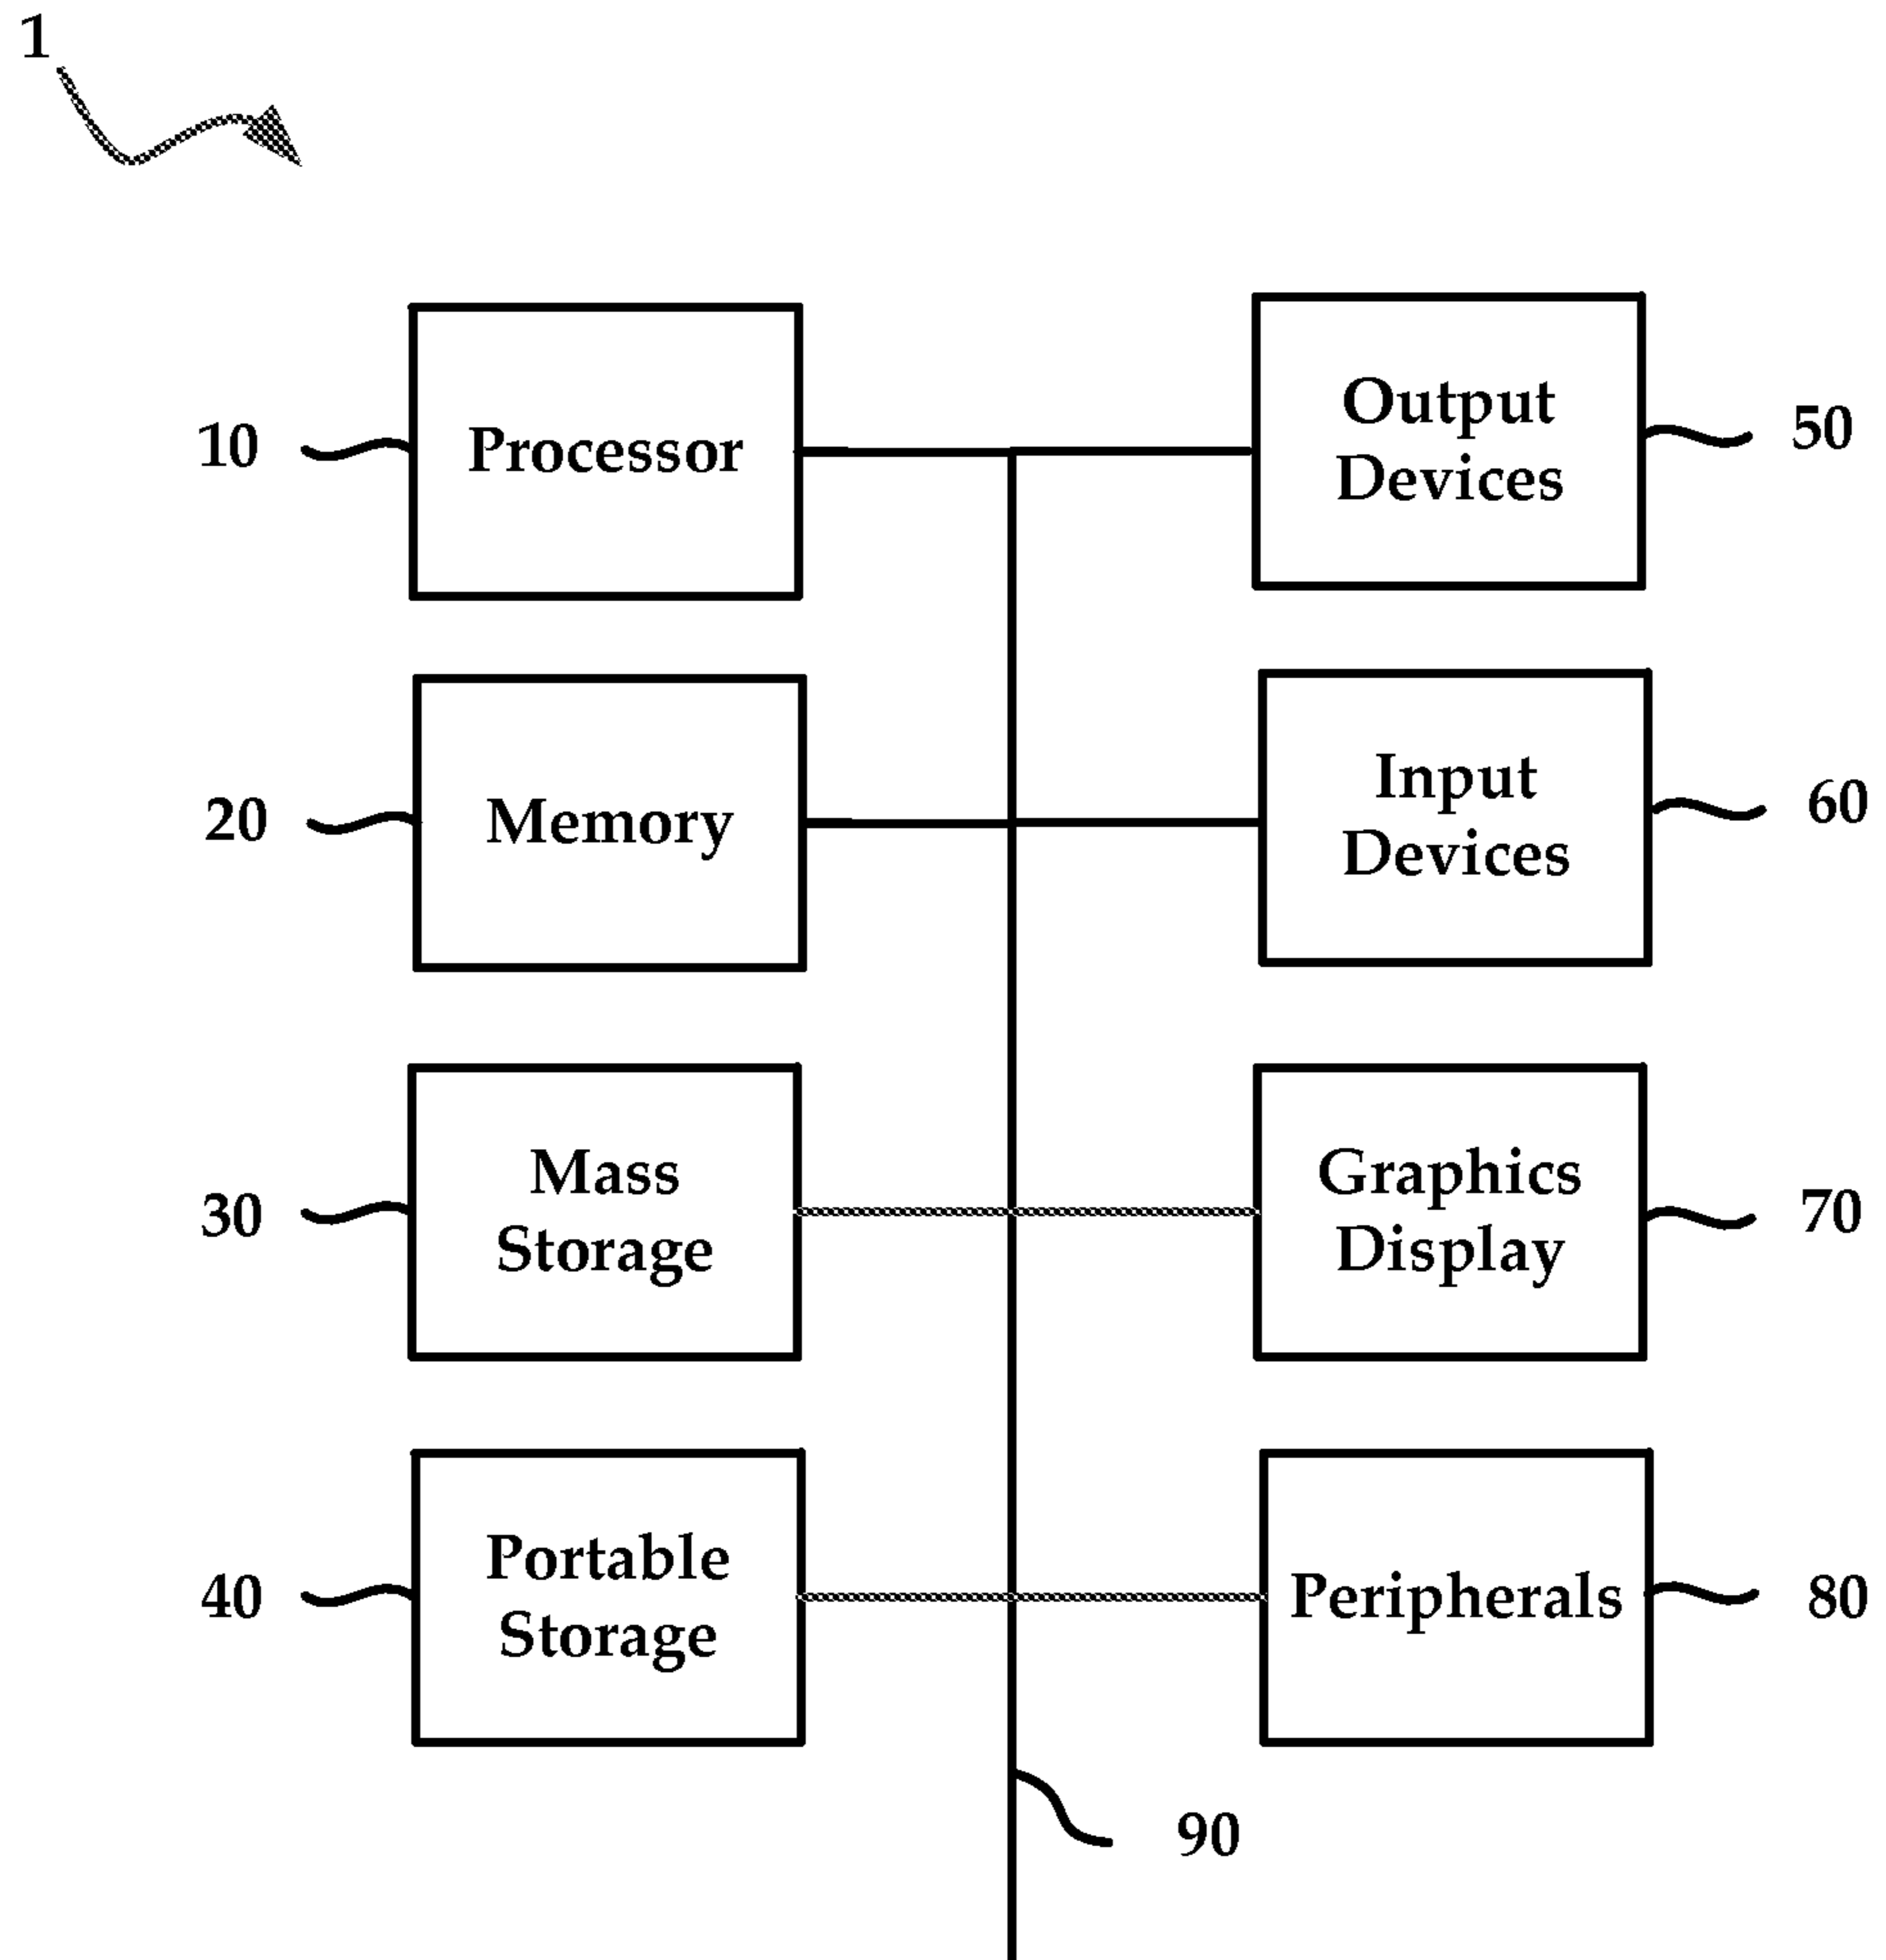 1
10
Processor
Output
Devices
50
20
Memory
Input
Devices
60
30
Mass
Storage
Graphics
Display
70
40
Portable
Storage
Peripherals
80
90